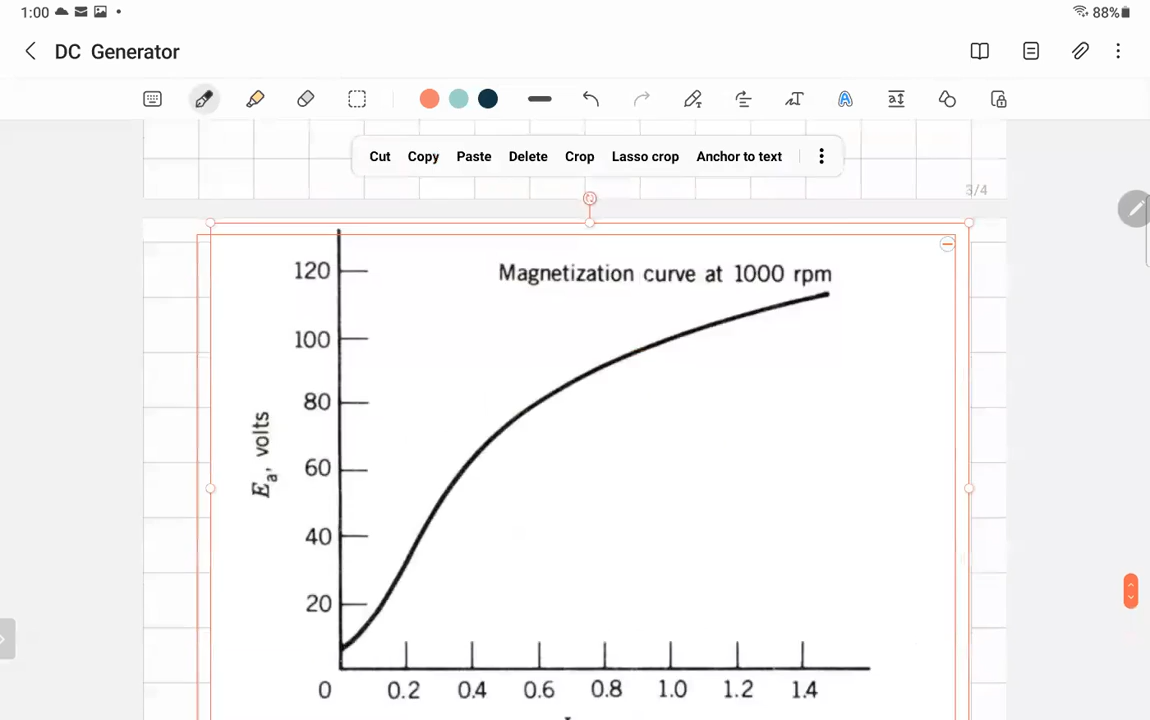 1:00 88%
DC Generator
Cut Copy Paste Delete Crop Lasso crop Anchor to text
3/4
Magnetization curve at 1000 rpm
120
100
80
60
40
20
Ea, volts
0 0.2 0.4 0.6 0.8 1.0 1.2 1.4